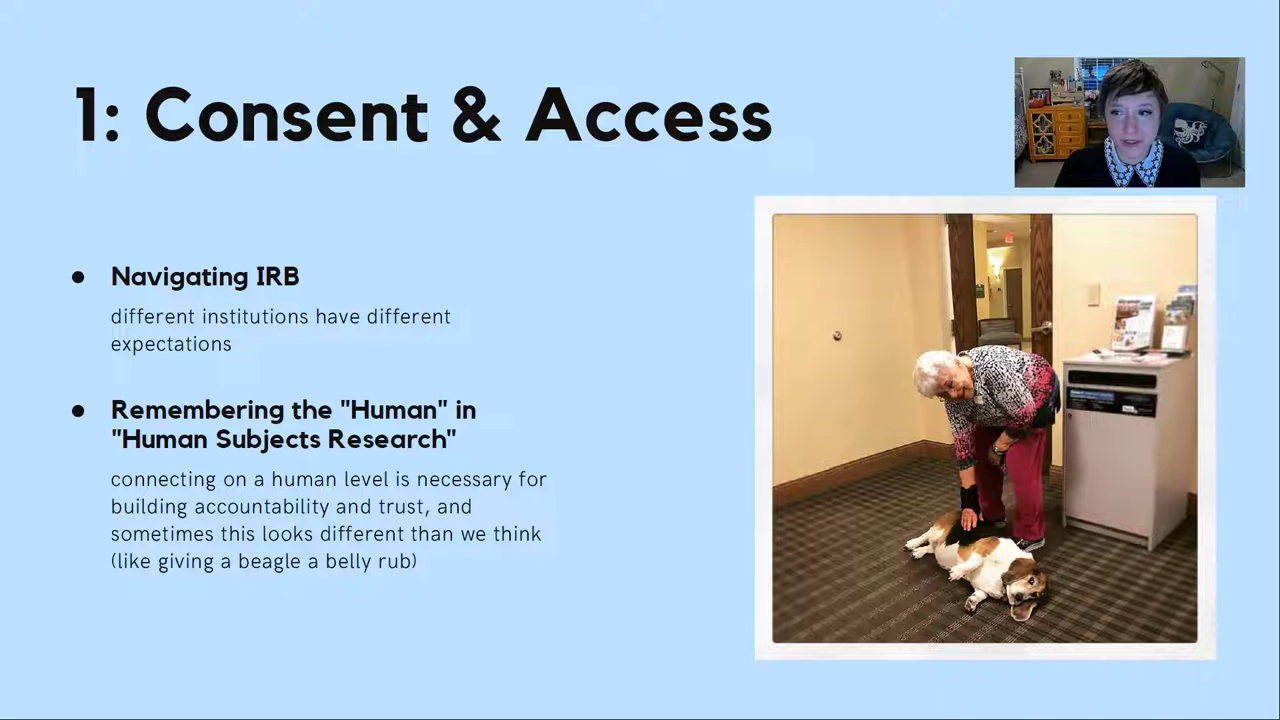 1: Consent & Access
Navigating IRB
different institutions have different
expectations
Remembering the "Human" in
"Human Subjects Research"
connecting on a human level is necessary for
building accountability and trust, and
sometimes this looks different than we think
(like giving a beagle a belly rub)